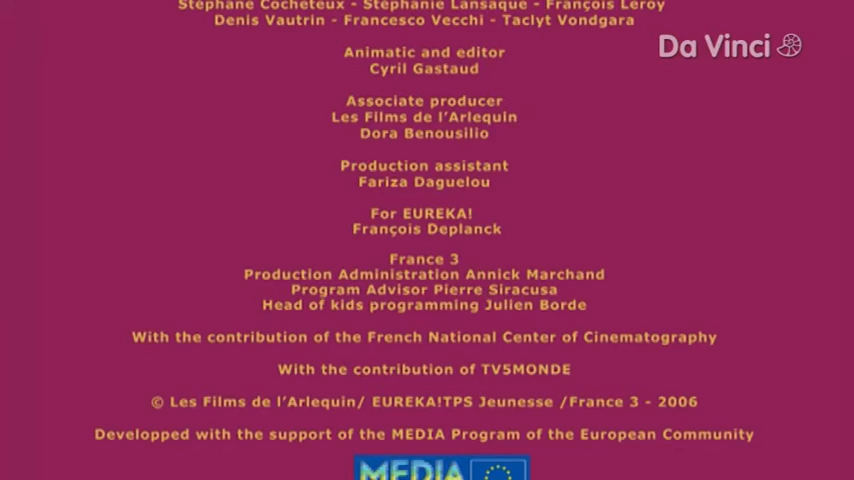 Stéphane Cocheteux - Stéphanie Lansaque - François Leroy
Denis Vautrin - Francesco Vecchi - Taclyt Vondgara
Da Vinci
Animatic and editor
Cyril Gastaud
Associate producer
Les Films de l'Arlequin
Dora Benousilio
Production assistant
Fariza Daguelou
For EUREKA!
François Deplanck
France 3
Production Administration Annick Marchand
Program Advisor Pierre Siracusa
Head of kids programming Julien Borde
With the contribution of the French National Center of Cinematography
With the contribution of TV5MONDE
© Les Films de l'Arlequin/ EUREKA!TPS Jeunesse /France 3 - 2006
Developped with the support of the MEDIA Program of the European Community
MEDIA